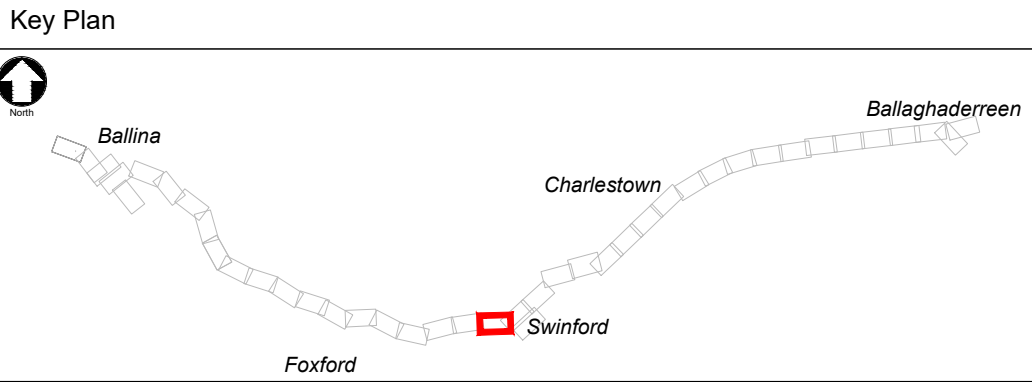 Key Plan
North
Ballina
Ballaghaderreen
Charlestown
Swinford
Foxford